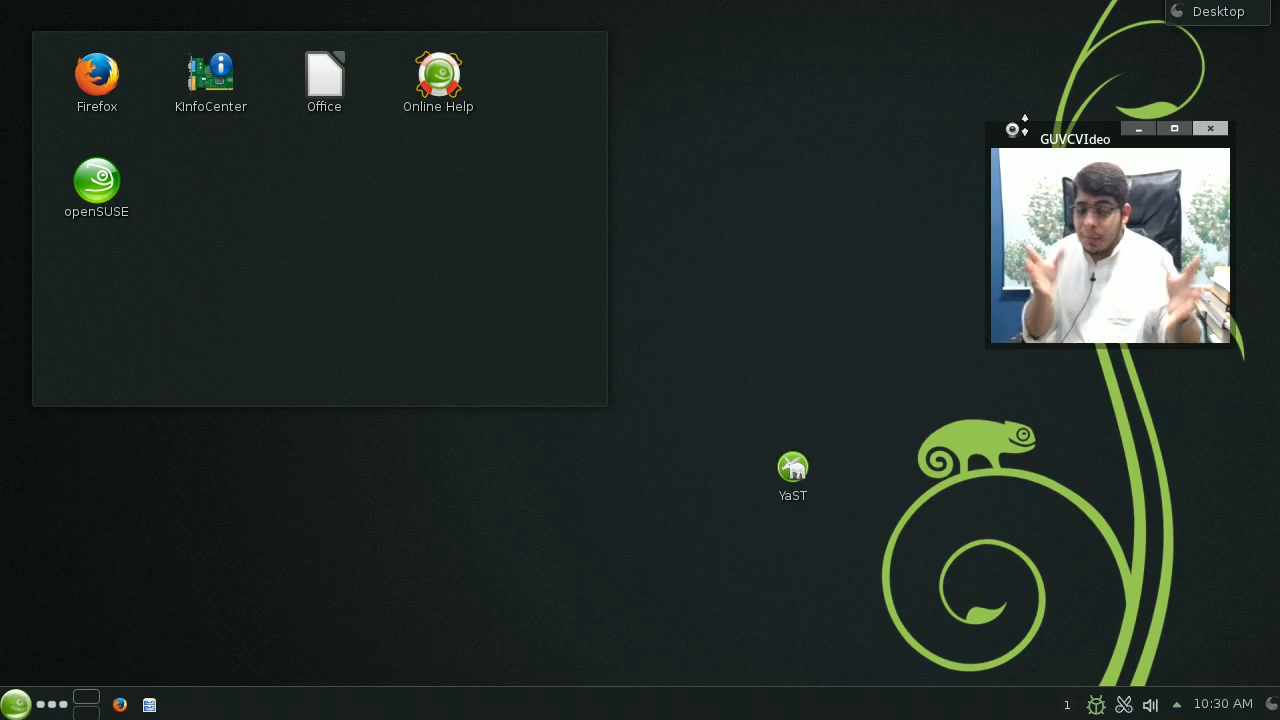 Desktop
Firefox
KInfoCenter
Office
Online Help
GUVCVIdeo
openSUSE
YaST
1
10:30 AM